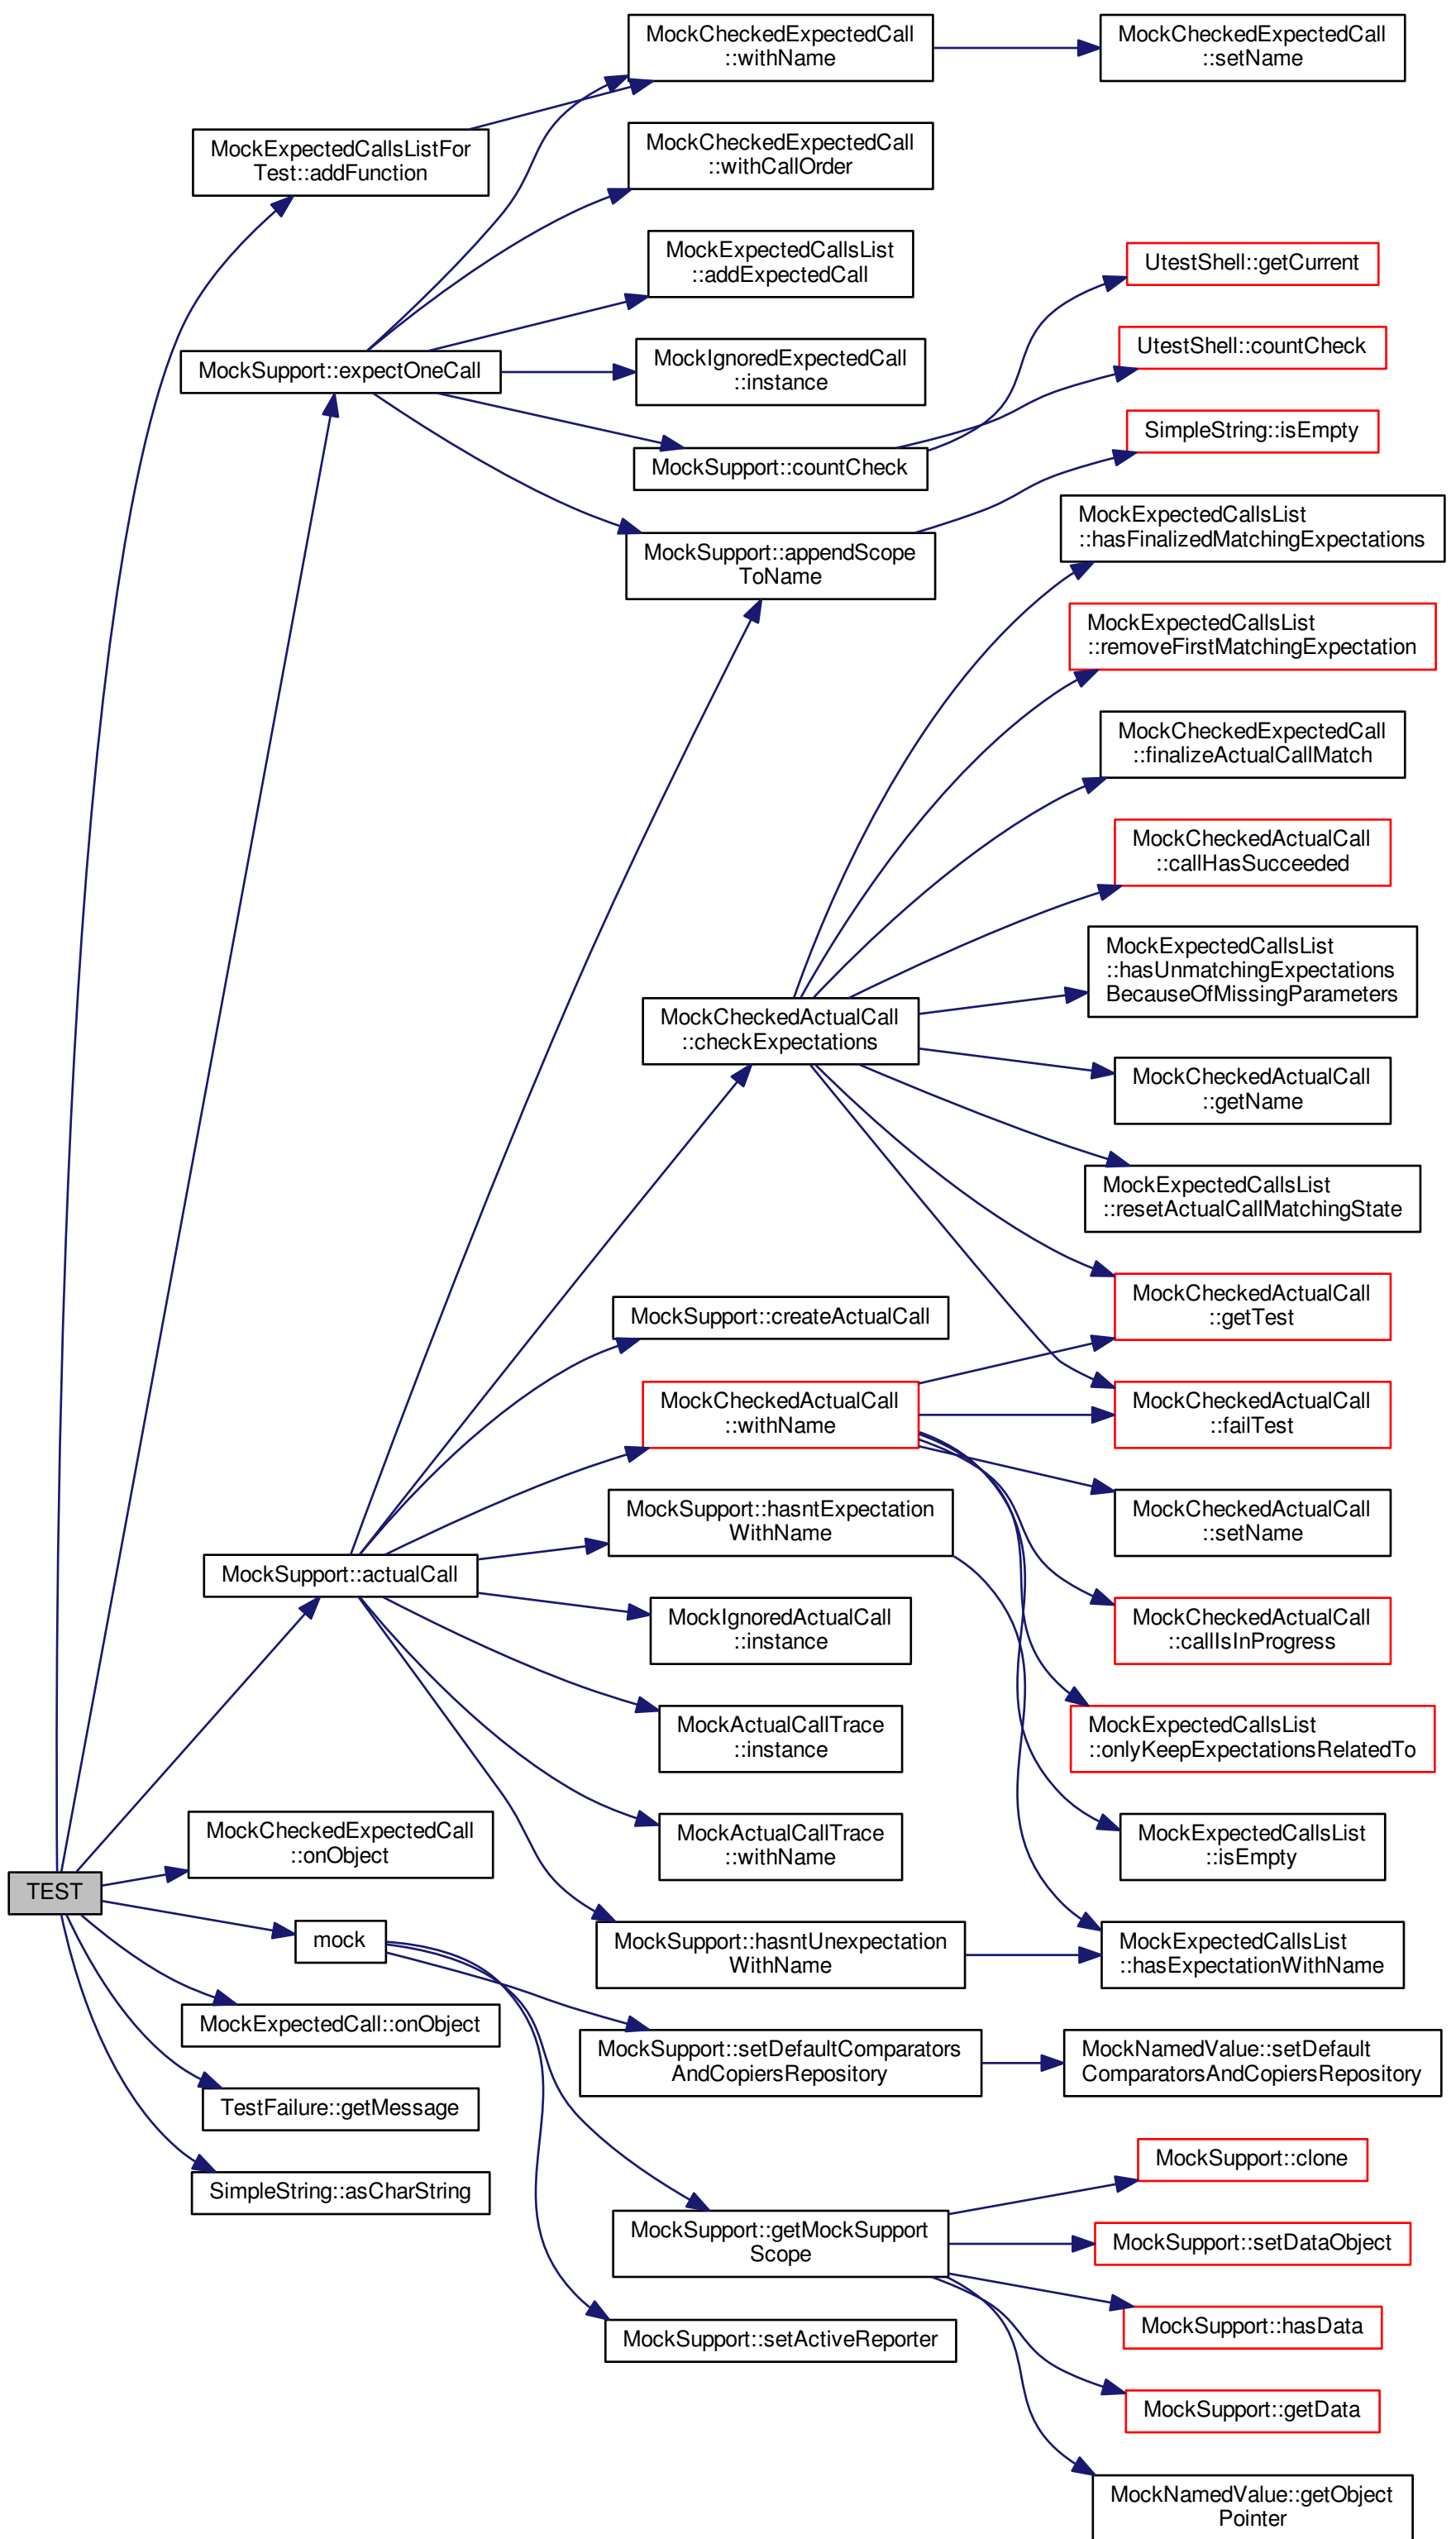 MockCheckedExpectedCall
::withName
MockCheckedExpectedCall
::setName
MockExpectedCallsListFor
Test::addFunction
MockCheckedExpectedCall
::withCallOrder
MockExpectedCallsList
::addExpectedCall
UtestShell::getCurrent
MockSupport::expectOneCall
MockIgnoredExpectedCall
::instance
UtestShell::countCheck
MockSupport::countCheck
SimpleString::isEmpty
MockSupport::appendScope
ToName
MockExpectedCallsList
::hasFinalizedMatchingExpectations
MockExpectedCallsList
::removeFirstMatchingExpectation
MockCheckedExpectedCall
::finalizeActualCallMatch
MockCheckedActualCall
::callHasSucceeded
MockExpectedCallsList
::hasUnmatchingExpectations
BecauseOfMissingParameters
MockCheckedActualCall
::checkExpectations
MockCheckedActualCall
::getName
MockExpectedCallsList
::resetActualCallMatchingState
MockCheckedActualCall
::getTest
MockSupport::createActualCall
MockCheckedActualCall
::withName
MockCheckedActualCall
::failTest
MockSupport::hasntExpectation
WithName
MockCheckedActualCall
::setName
MockSupport::actualCall
MockIgnoredActualCall
::instance
MockCheckedActualCall
::callIsInProgress
MockActualCallTrace
::instance
MockExpectedCallsList
::onlyKeepExpectationsRelatedTo
MockCheckedExpectedCall
::onObject
MockActualCallTrace
::withName
MockExpectedCallsList
::isEmpty
TEST
mock
MockSupport::hasntUnexpectation
WithName
MockExpectedCallsList
::hasExpectationWithName
MockExpectedCall::onObject
MockSupport::setDefaultComparators
AndCopiersRepository
MockNamedValue::setDefault
ComparatorsAndCopiersRepository
TestFailure::getMessage
SimpleString::asCharString
MockSupport::clone
MockSupport::getMockSupport
Scope
MockSupport::setDataObject
MockSupport::hasData
MockSupport::setActiveReporter
MockSupport::getData
MockNamedValue::getObject
Pointer